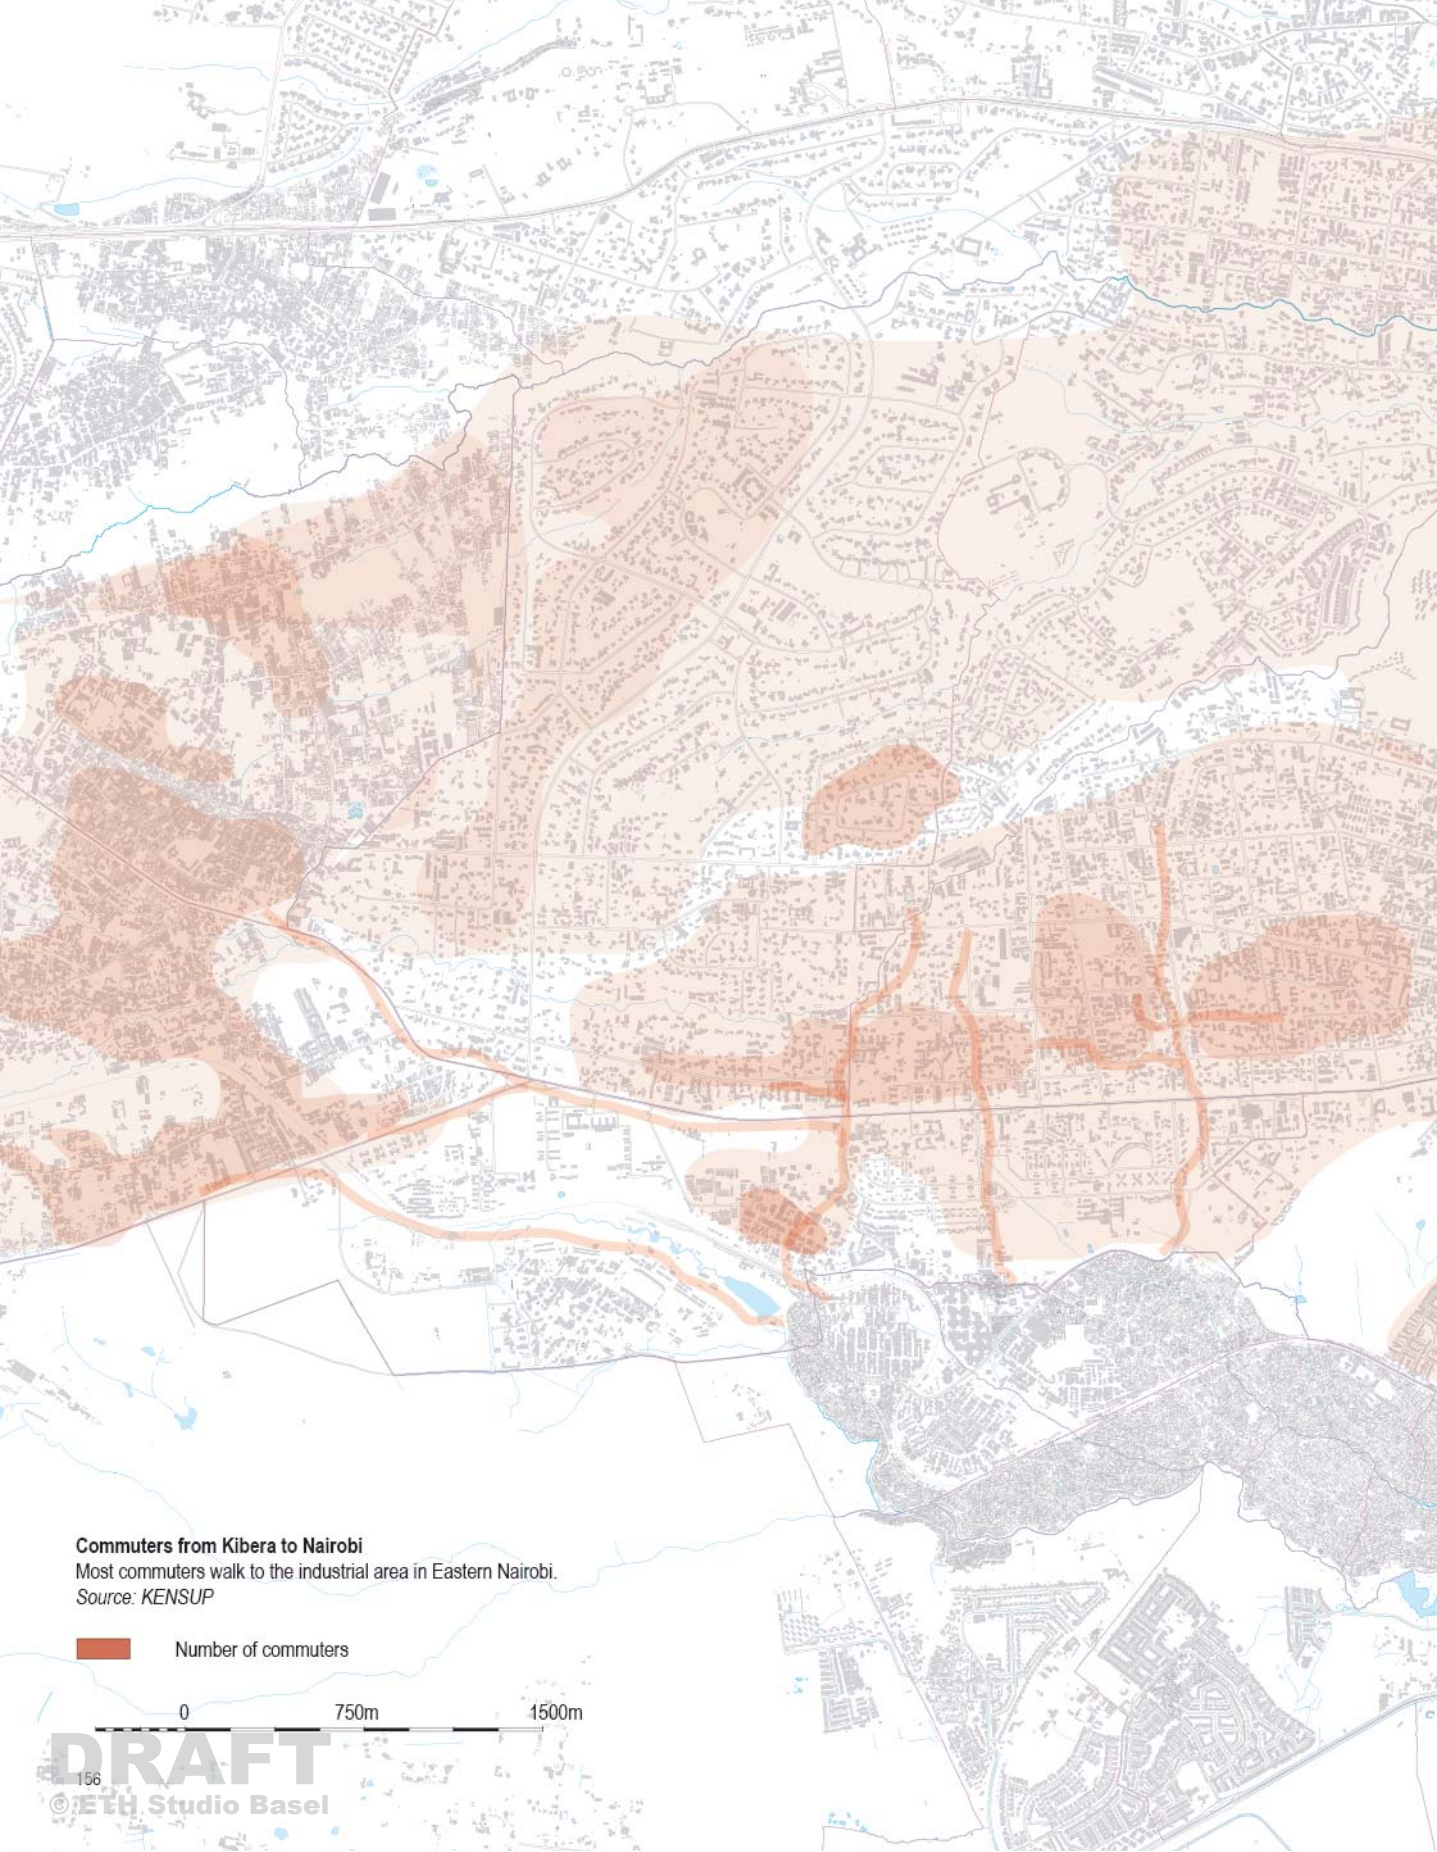 Commuters from Kibera to Nairobi
Most commuters walk to the industrial area in Eastern Nairobi.
Source: KENSUP
Number of commuters
0 750m 1500m
DRAFT
156
© ETH Studio Basel